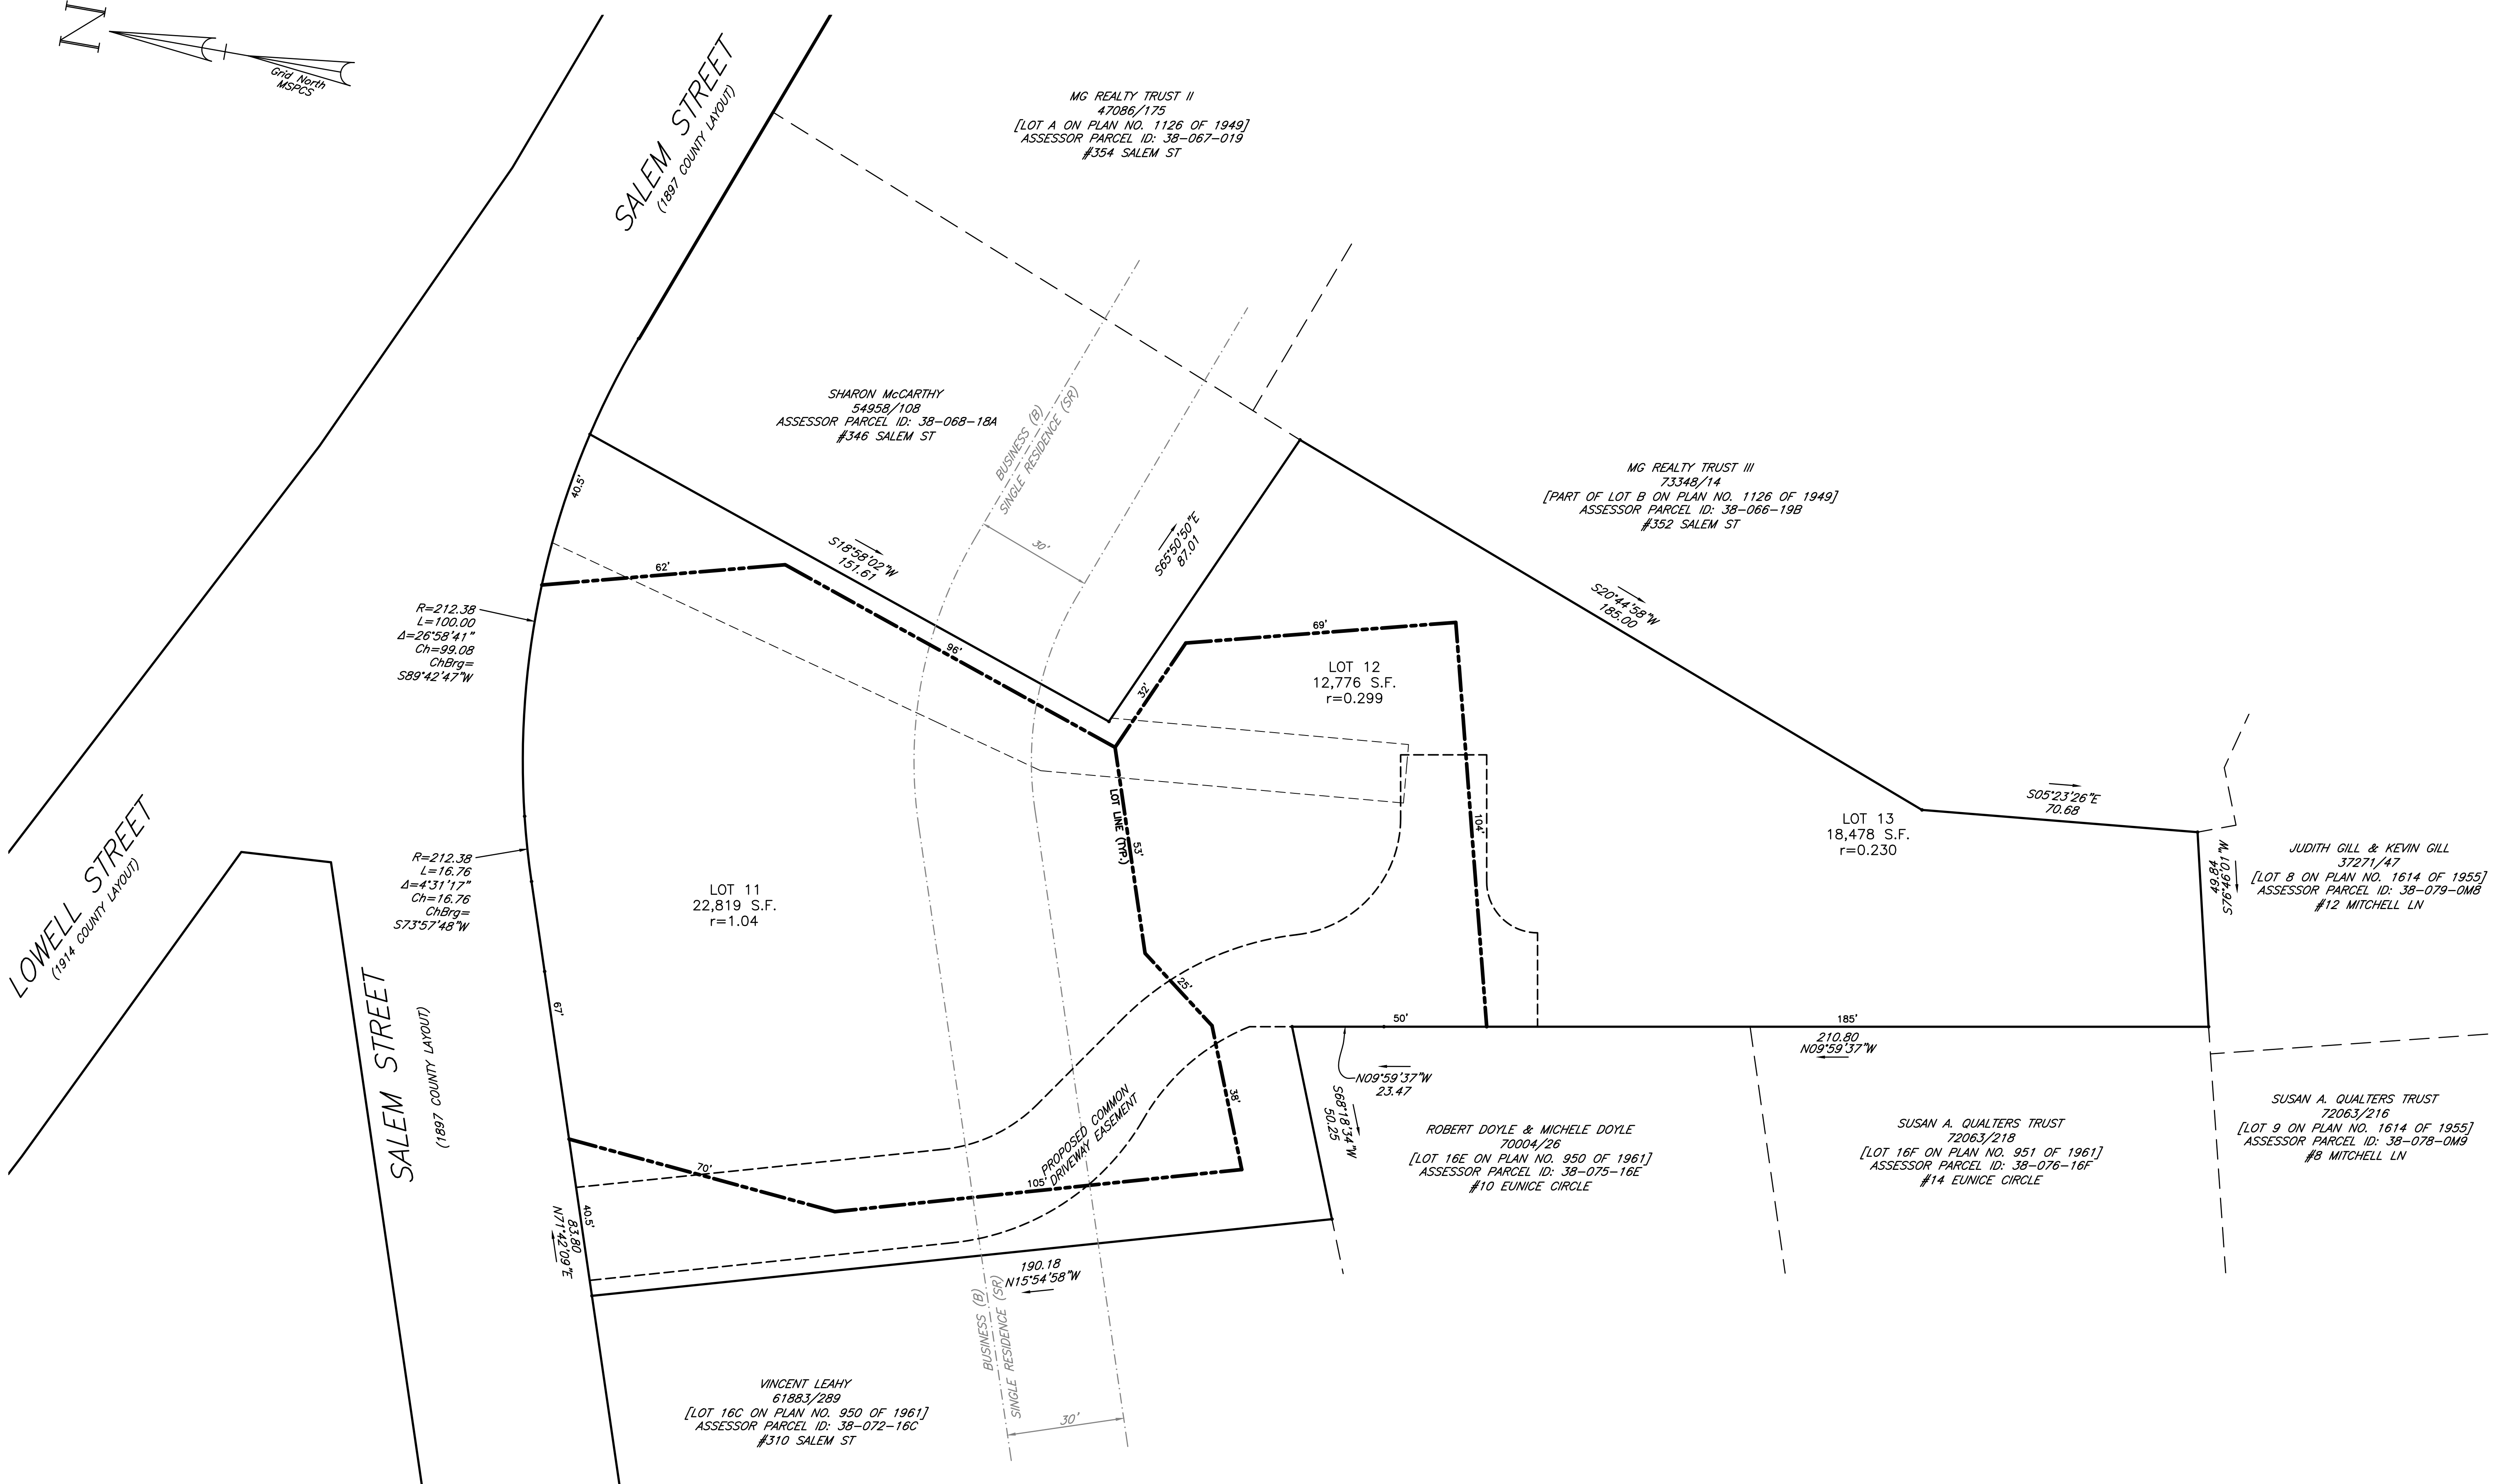 N
Grid North
MSPCS
SALEM STREET
(1897 COUNTY LAYOUT)
MG REALTY TRUST II
47086/175
[LOT A ON PLAN NO. 1126 OF 1949]
ASSESSOR PARCEL ID: 38-067-019
#354 SALEM ST
SHARON McCARTHY
54958/108
ASSESSOR PARCEL ID: 38-068-18A
#346 SALEM ST
BUSINESS (B)
SINGLE RESIDENCE (SR)
30'
MG REALTY TRUST III
73348/14
[PART OF LOT B ON PLAN NO. 1126 OF 1949]
ASSESSOR PARCEL ID: 38-066-19B
#352 SALEM ST
40.5'
S18°58'02"W
151.61
S65°50'50"E
87.01
S20°44'58"W
185.00
62'
96'
32'
69'
R=212.38
L=100.00
Δ=26°58'41"
Ch=99.08
ChBrg=
S89°42'47"W
LOT 12
12,776 S.F.
r=0.299
LOT LINE (TYP.)
53'
104'
LOT 13
18,478 S.F.
r=0.230
S05°23'26"E
70.68
49.84
S76°46'01"W
JUDITH GILL & KEVIN GILL
37271/47
[LOT 8 ON PLAN NO. 1614 OF 1955]
ASSESSOR PARCEL ID: 38-079-0M8
#12 MITCHELL LN
R=212.38
L=16.76
Δ=4°31'17"
Ch=16.76
ChBrg=
S73°57'48"W
LOT 11
22,819 S.F.
r=1.04
LOWELL STREET
(1914 COUNTY LAYOUT)
SALEM STREET
(1897 COUNTY LAYOUT)
67'
25'
50'
185'
210.80
N09°59'37"W
N09°59'37"W
23.47
38'
S68°18'34"W
50.25
PROPOSED COMMON
DRIVEWAY EASEMENT
70'
105'
40.5'
83.80
N71°42'09"E
190.18
N15°54'58"W
ROBERT DOYLE & MICHELE DOYLE
70004/26
[LOT 16E ON PLAN NO. 950 OF 1961]
ASSESSOR PARCEL ID: 38-075-16E
#10 EUNICE CIRCLE
SUSAN A. QUALTERS TRUST
72063/218
[LOT 16F ON PLAN NO. 951 OF 1961]
ASSESSOR PARCEL ID: 38-076-16F
#14 EUNICE CIRCLE
SUSAN A. QUALTERS TRUST
72063/216
[LOT 9 ON PLAN NO. 1614 OF 1955]
ASSESSOR PARCEL ID: 38-078-0M9
#8 MITCHELL LN
BUSINESS (B)
SINGLE RESIDENCE (SR)
30'
VINCENT LEAHY
61883/289
[LOT 16C ON PLAN NO. 950 OF 1961]
ASSESSOR PARCEL ID: 38-072-16C
#310 SALEM ST